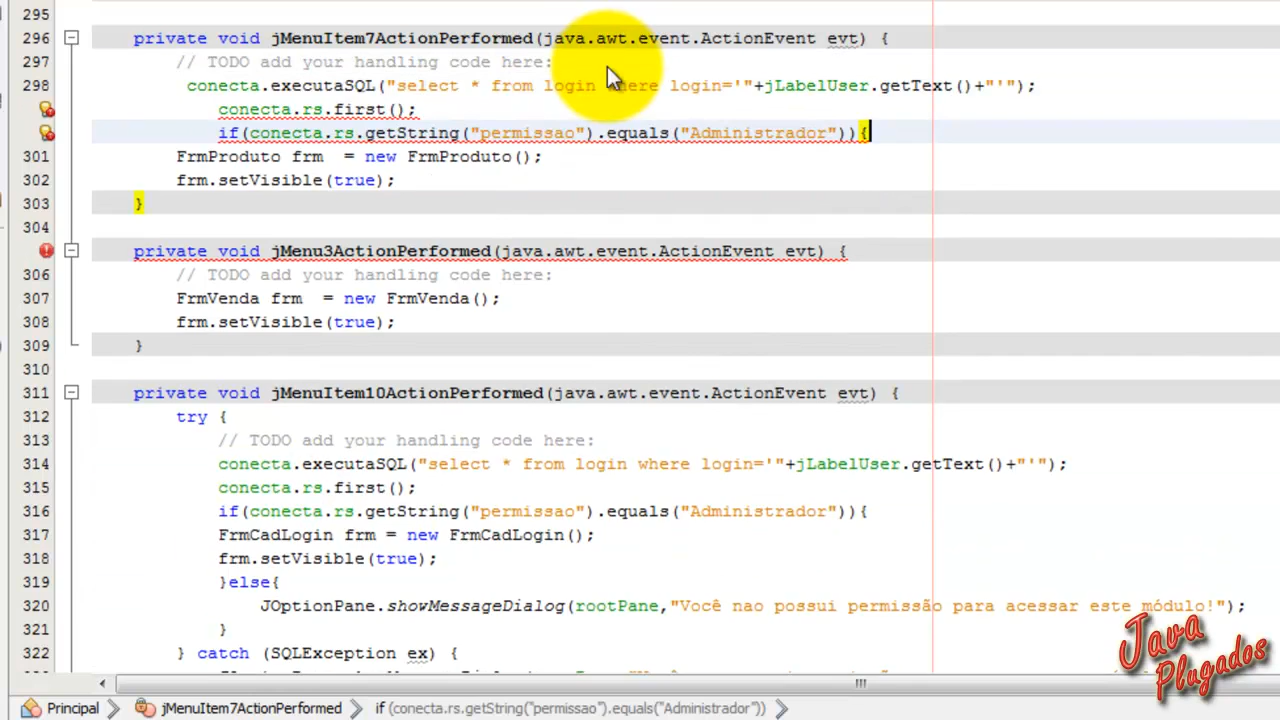 295
296 private void jMenuItem7ActionPerformed(java.awt.event.ActionEvent evt) {
297 // TODO add your handling code here:
298 conecta.executaSQL("select * from login where login='"+jLabelUser.getText()+"'");
conecta.rs.first();
if(conecta.rs.getString("permissao").equals("Administrador")){
301 FrmProduto frm  = new FrmProduto();
302 frm.setVisible(true);
303 }
304
private void jMenu3ActionPerformed(java.awt.event.ActionEvent evt) {
306 // TODO add your handling code here:
307 FrmVenda frm  = new FrmVenda();
308 frm.setVisible(true);
309 }
310
311 private void jMenuItem10ActionPerformed(java.awt.event.ActionEvent evt) {
312 try {
313 // TODO add your handling code here:
314 conecta.executaSQL("select * from login where login='"+jLabelUser.getText()+"'");
315 conecta.rs.first();
316 if(conecta.rs.getString("permissao").equals("Administrador")){
317 FrmCadLogin frm = new FrmCadLogin();
318 frm.setVisible(true);
319 }else{
320 JOptionPane.showMessageDialog(rootPane,"Você nao possui permissão para acessar este módulo!");
321 }
322 } catch (SQLException ex) {
Java
Plugados
Principal jMenuItem7ActionPerformed if (conecta.rs.getString("permissao").equals("Administrador"))